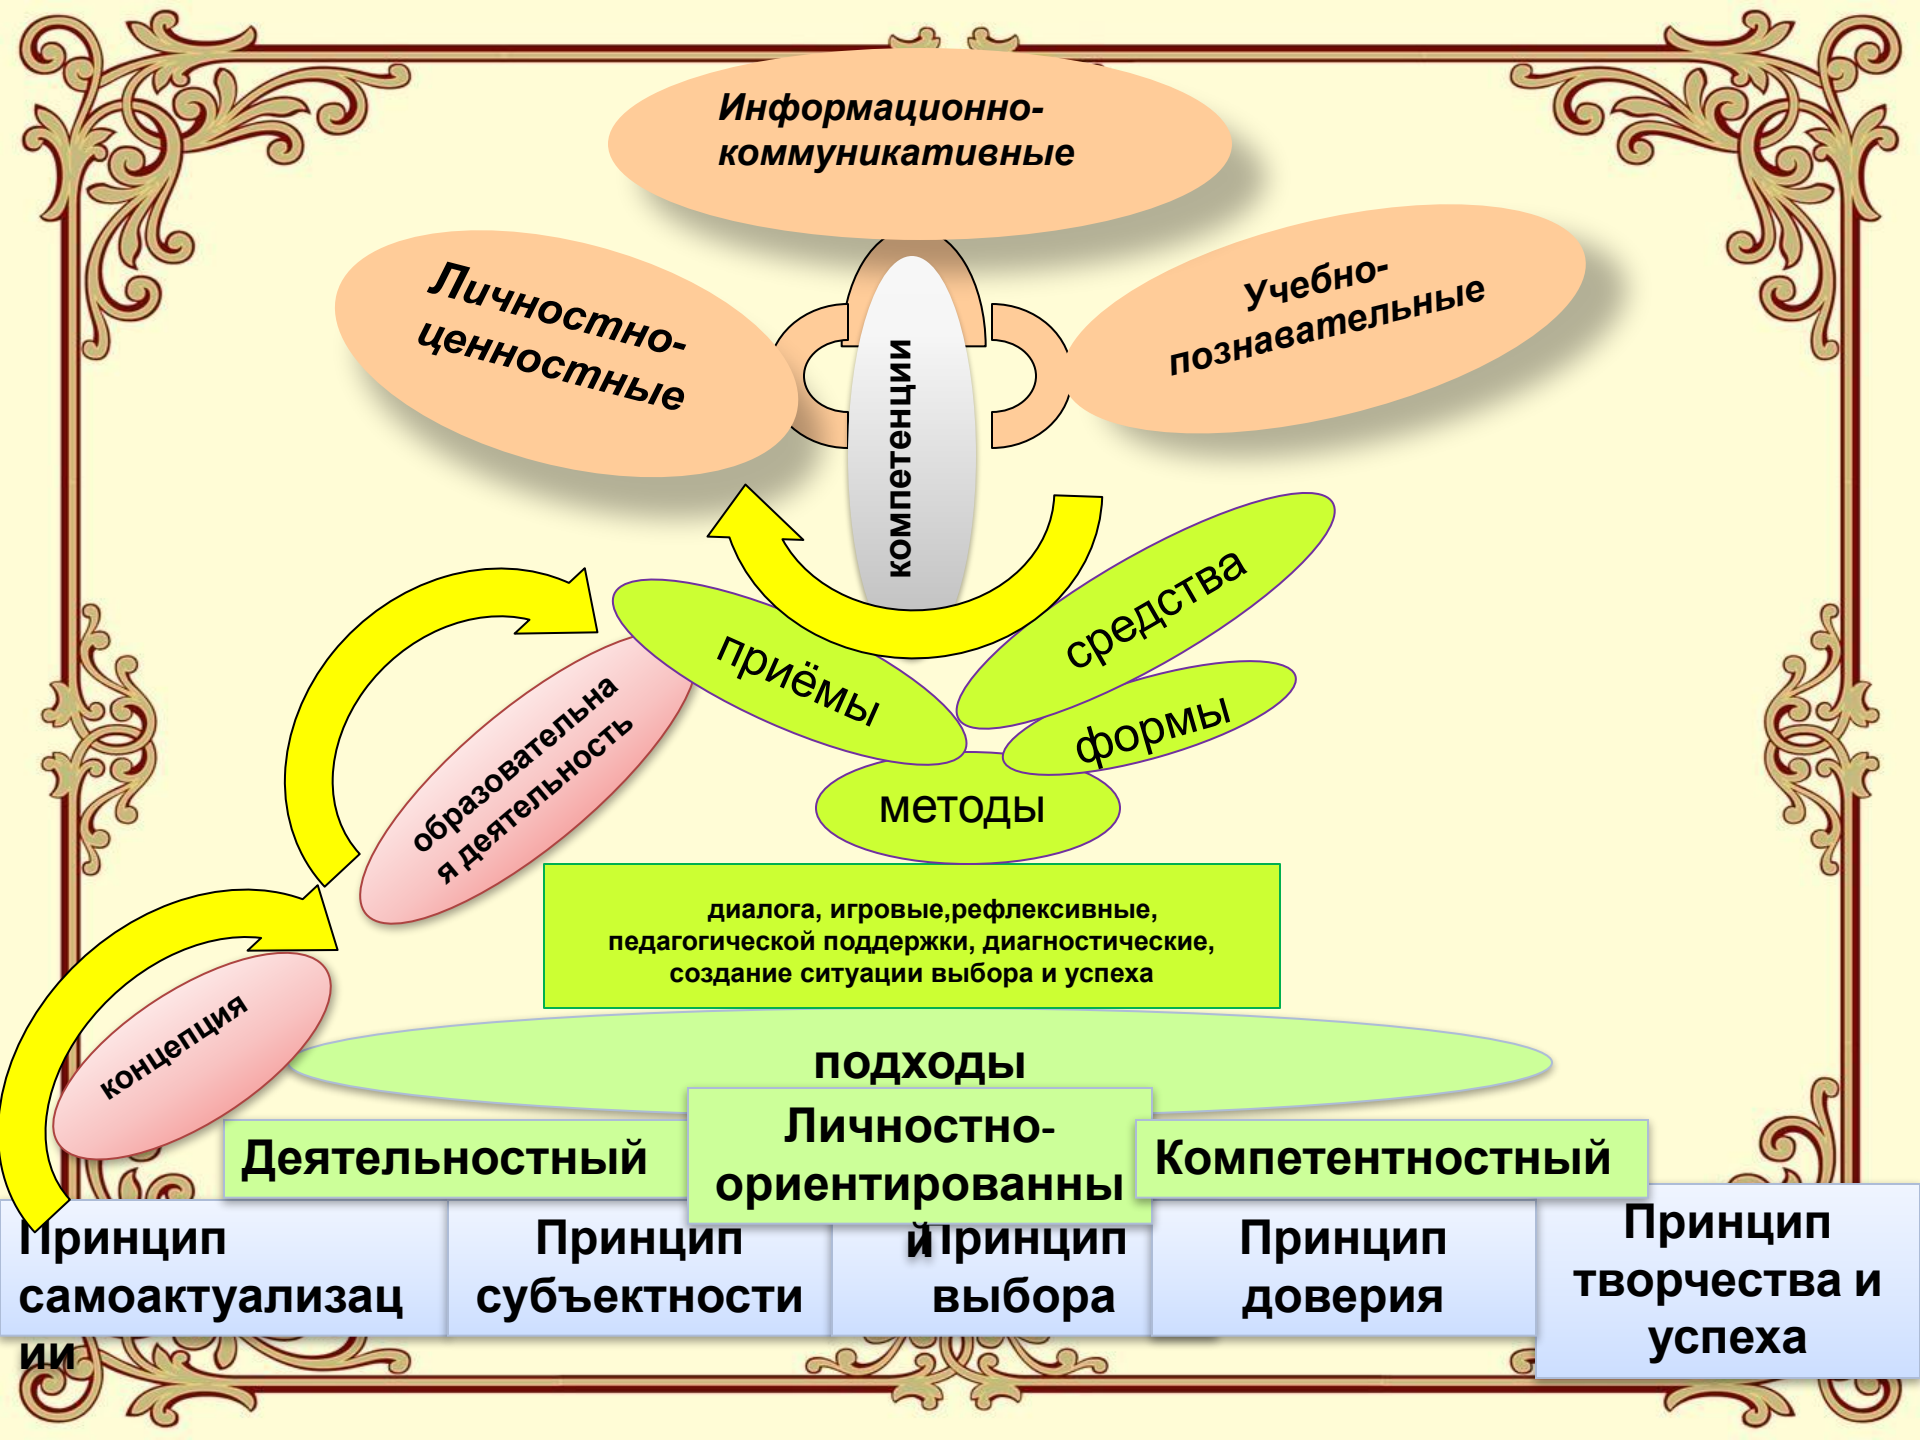 Информационно-
коммуникативные
Личностно-
ценностные
Учебно-
познавательные
компетенции
средства
приёмы
формы
методы
образовательна
я деятельность
диалога, игровые,рефлексивные,
педагогической поддержки, диагностические,
создание ситуации выбора и успеха
концепция
подходы
Деятельностный
Личностно-
ориентированны
й
Компетентностный
Принцип
самоактуализац
ии
Принцип
субъектности
Принцип
выбора
Принцип
доверия
Принцип
творчества и
успеха